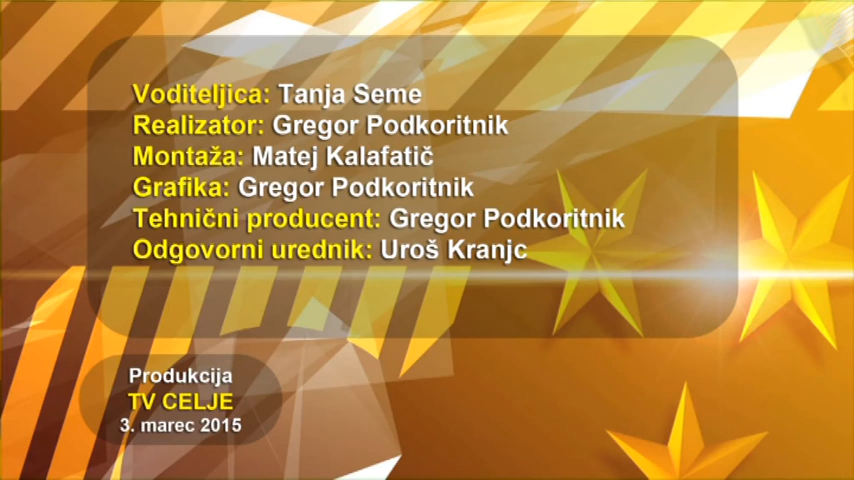 Voditeljica: Tanja Seme
Realizator: Gregor Podkoritnik
Montaža: Matej Kalafatič
Grafika: Gregor Podkoritnik
Tehnični producent: Gregor Podkoritnik
Odgovorni urednik: Uroš Kranjc
Produkcija
TV CELJE
3. marec 2015